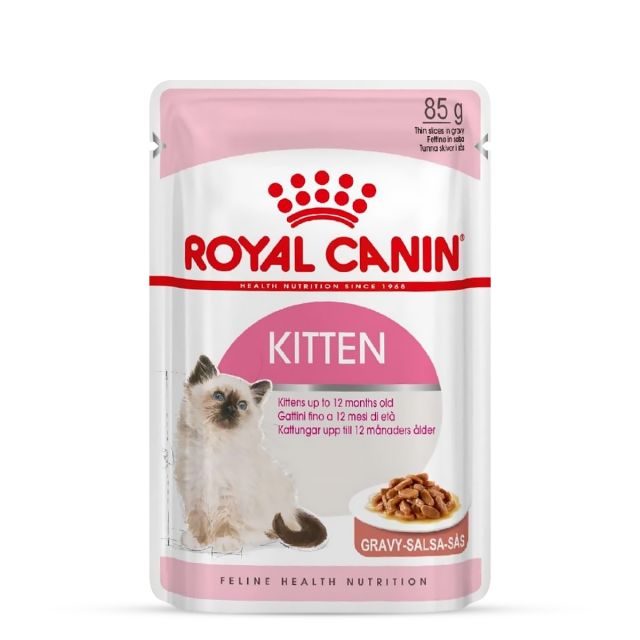 85 g
Thin slices in gravy
Fettine in salsa
Tunna skivor i sås
ROYAL CANIN®
HEALTH NUTRITION SINCE 1968
KITTEN
Kittens up to 12 months old
Gattini fino a 12 mesi di età
Kattungar upp till 12 månaders ålder
GRAVY-SALSA-SÅS
FELINE HEALTH NUTRITION